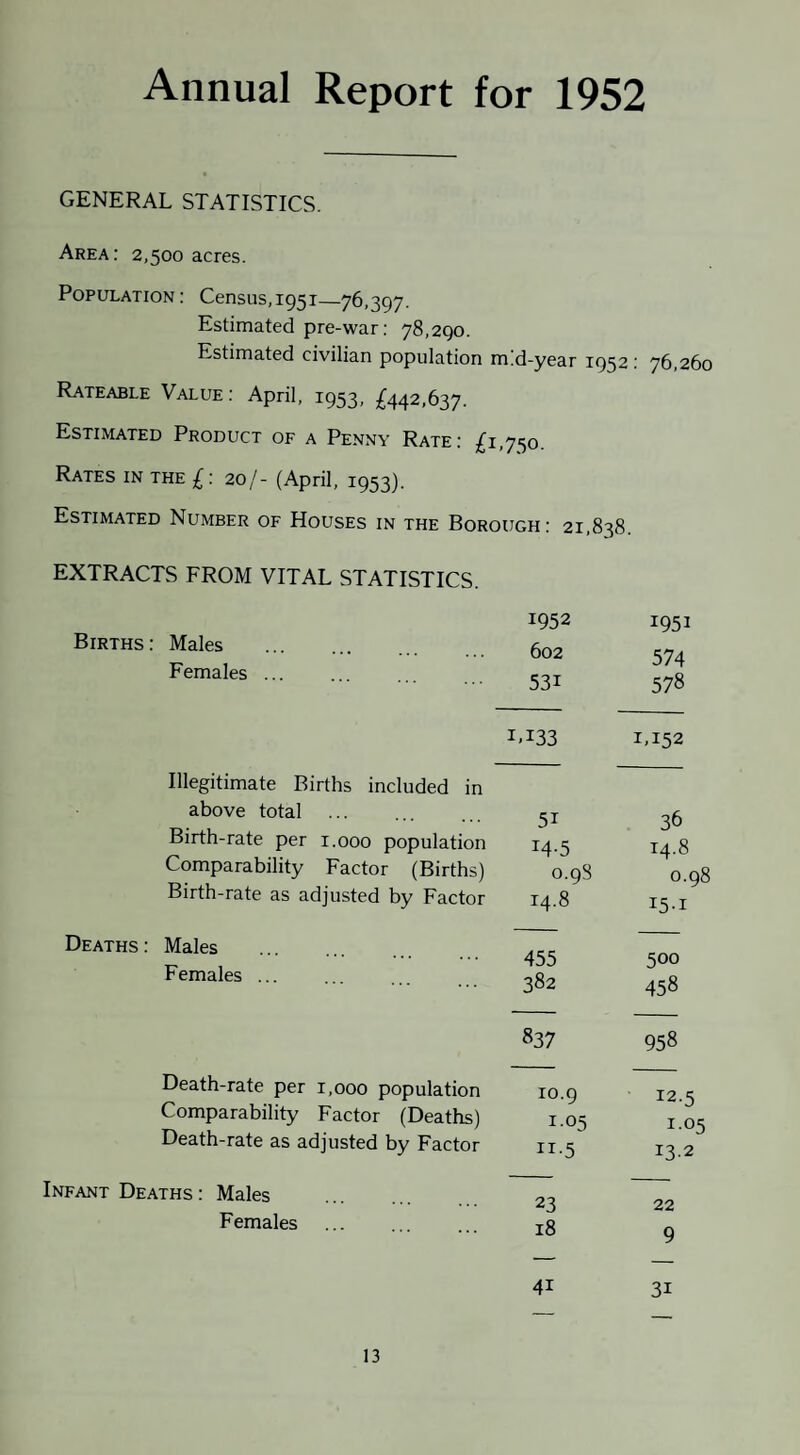 Annual Report for 1952
GENERAL STATISTICS.
AREA: 2,500 acres.
POPULATION: Census, 1951—76,397.
Estimated pre-war: 78,290.
Estimated civilian population mid-year 1952: 76,260
RATEABLE VALUE: April, 1953, £442,637.
ESTIMATED PRODUCT OF A PENNY RATE: £1,750.
RATES IN THE £: 20/- (April, 1953).
ESTIMATED NUMBER OF HOUSES IN THE BOROUGH: 21,838.
EXTRACTS FROM VITAL STATISTICS.
1952 1951
BIRTHS: Males ... ... ... ... 602 574
Females ... ... ... ... 531 578
1,133 1,152
Illegitimate Births included in
above total ... ... ... 51 36
Birth-rate per 1.000 population 14.5 14.8
Comparability Factor (Births) 0.98 0.98
Birth-rate as adjusted by Factor 14.8 15.1
DEATHS: Males ... ... ... ... 455 500
Females ... ... ... ... 382 458
837 958
Death-rate per 1,000 population 10.9 12.5
Comparability Factor (Deaths) 1.05 1.05
Death-rate as adjusted by Factor 11.5 13.2
INFANT DEATHS: Males ... ... ... 23 22
Females ... ... ... 18 9
41 31
13